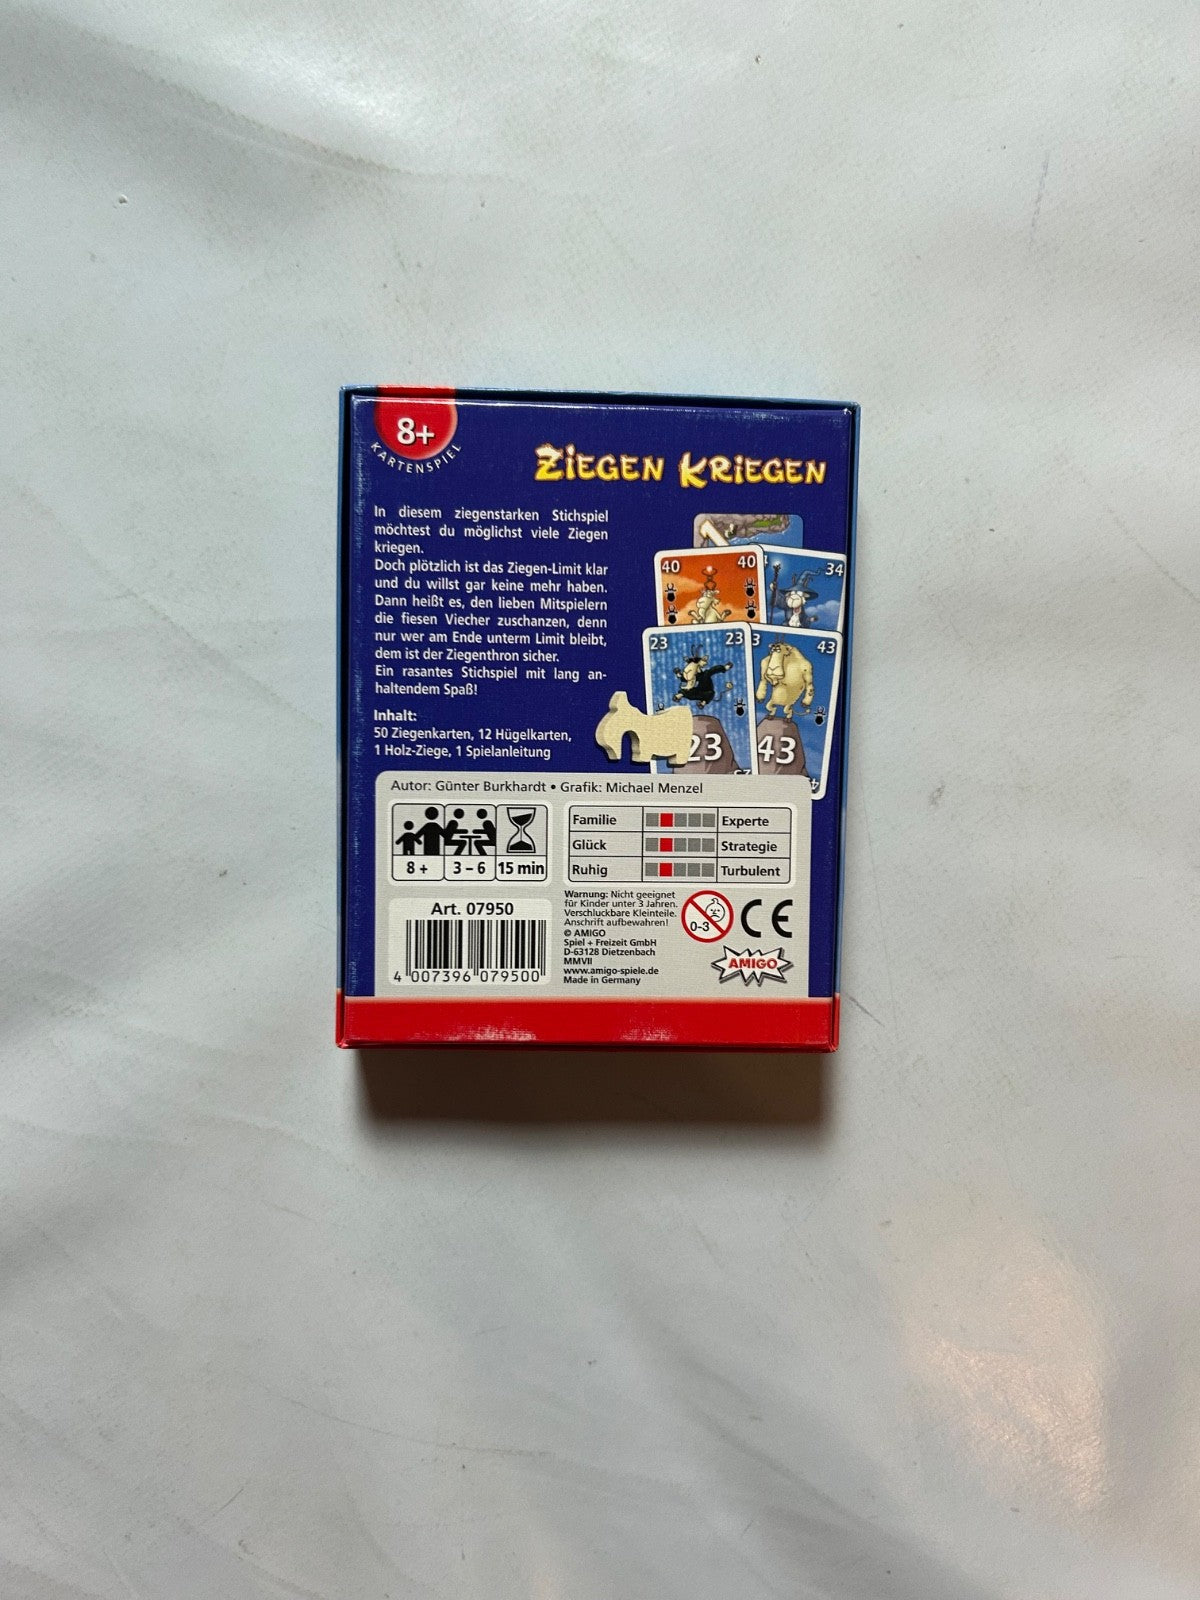 8+
KARTENSPIEL
ZIEGEN KRIEGEN
In diesem ziegenstarken Stichspiel
möchtest du möglichst viele Ziegen
kriegen.
Doch plötzlich ist das Ziegen-Limit klar
und du willst gar keine mehr haben.
Dann heißt es, den lieben Mitspielern
die fiesen Viecher zuschanzen, denn
nur wer am Ende unterm Limit bleibt,
dem ist der Ziegenthron sicher.
Ein rasantes Stichspiel mit lang an-
haltendem Spaß!
Inhalt:
50 Ziegenkarten, 12 Hügelkarten,
1 Holz-Ziege, 1 Spielanleitung
1
40 40
34
23 23
3 43
23
43
23
Autor: Günter Burkhardt • Grafik: Michael Menzel
8 + 3 – 6 15 min
Familie Experte
Glück Strategie
Ruhig Turbulent
Art. 07950
4 007396 079500
Warnung: Nicht geeignet
für Kinder unter 3 Jahren.
Verschluckbare Kleinteile.
Anschrift aufbewahren!
© AMIGO
Spiel + Freizeit GmbH
D-63128 Dietzenbach
MMVII
www.amigo-spiele.de
Made in Germany
0-3
CE
AMIGO